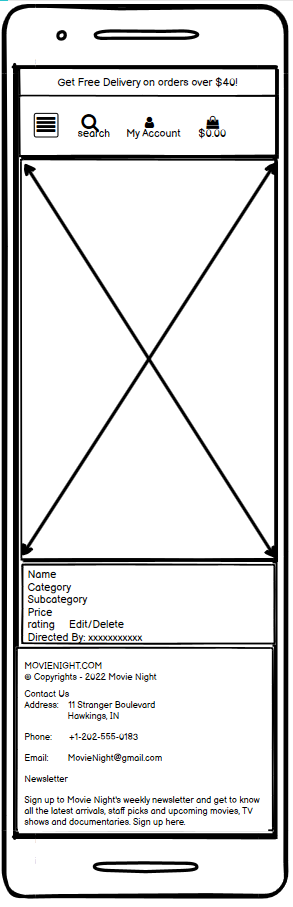 Get Free Delivery on orders over $40!
search My Account $0.00
Name
Category
Subcategory
Price
rating Edit/Delete
Directed By: xxxxxxxxxxx
MOVIENIGHT.COM
© Copyrights - 2022 Movie Night
Contact Us
Address: 11 Stranger Boulevard
Hawkings, IN
Phone: +1-202-555-0183
Email: MovieNight@gmail.com
Newsletter
Sign up to Movie Night's weekly newsletter and get to know
all the latest arrivals, staff picks and upcoming movies, TV
shows and documentaries. Sign up here.